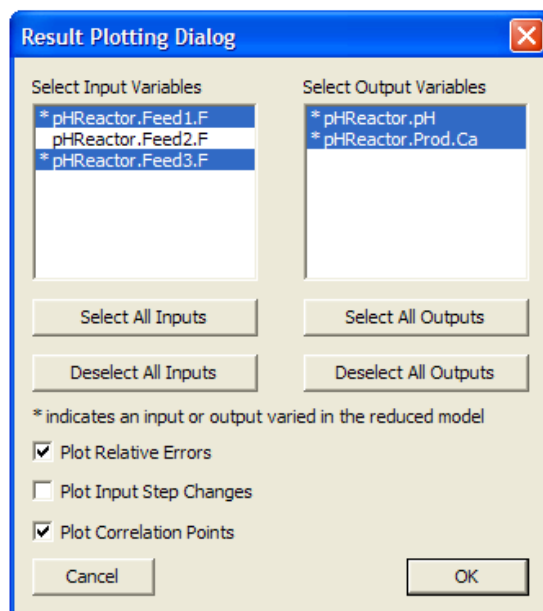 Result Plotting Dialog
Select Input Variables
Select Output Variables
* pHReactor.Feed1.F
pHReactor.Feed2.F
* pHReactor.Feed3.F
* pHReactor.pH
* pHReactor.Prod.Ca
Select All Inputs
Select All Outputs
Deselect All Inputs
Deselect All Outputs
* indicates an input or output varied in the reduced model
Plot Relative Errors
Plot Input Step Changes
Plot Correlation Points
Cancel
OK